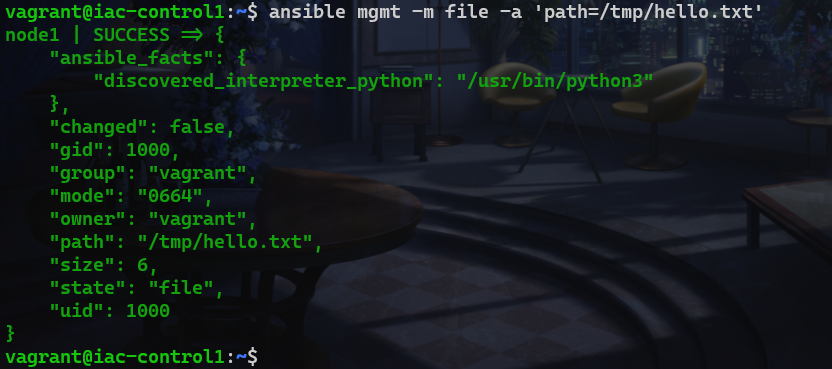 vagrant@iac-control1:~$ ansible mgmt -m file -a 'path=/tmp/hello.txt'
node1 | SUCCESS => {
    "ansible_facts": {
        "discovered_interpreter_python": "/usr/bin/python3"
    },
    "changed": false,
    "gid": 1000,
    "group": "vagrant",
    "mode": "0664",
    "owner": "vagrant",
    "path": "/tmp/hello.txt",
    "size": 6,
    "state": "file",
    "uid": 1000
}
vagrant@iac-control1:~$